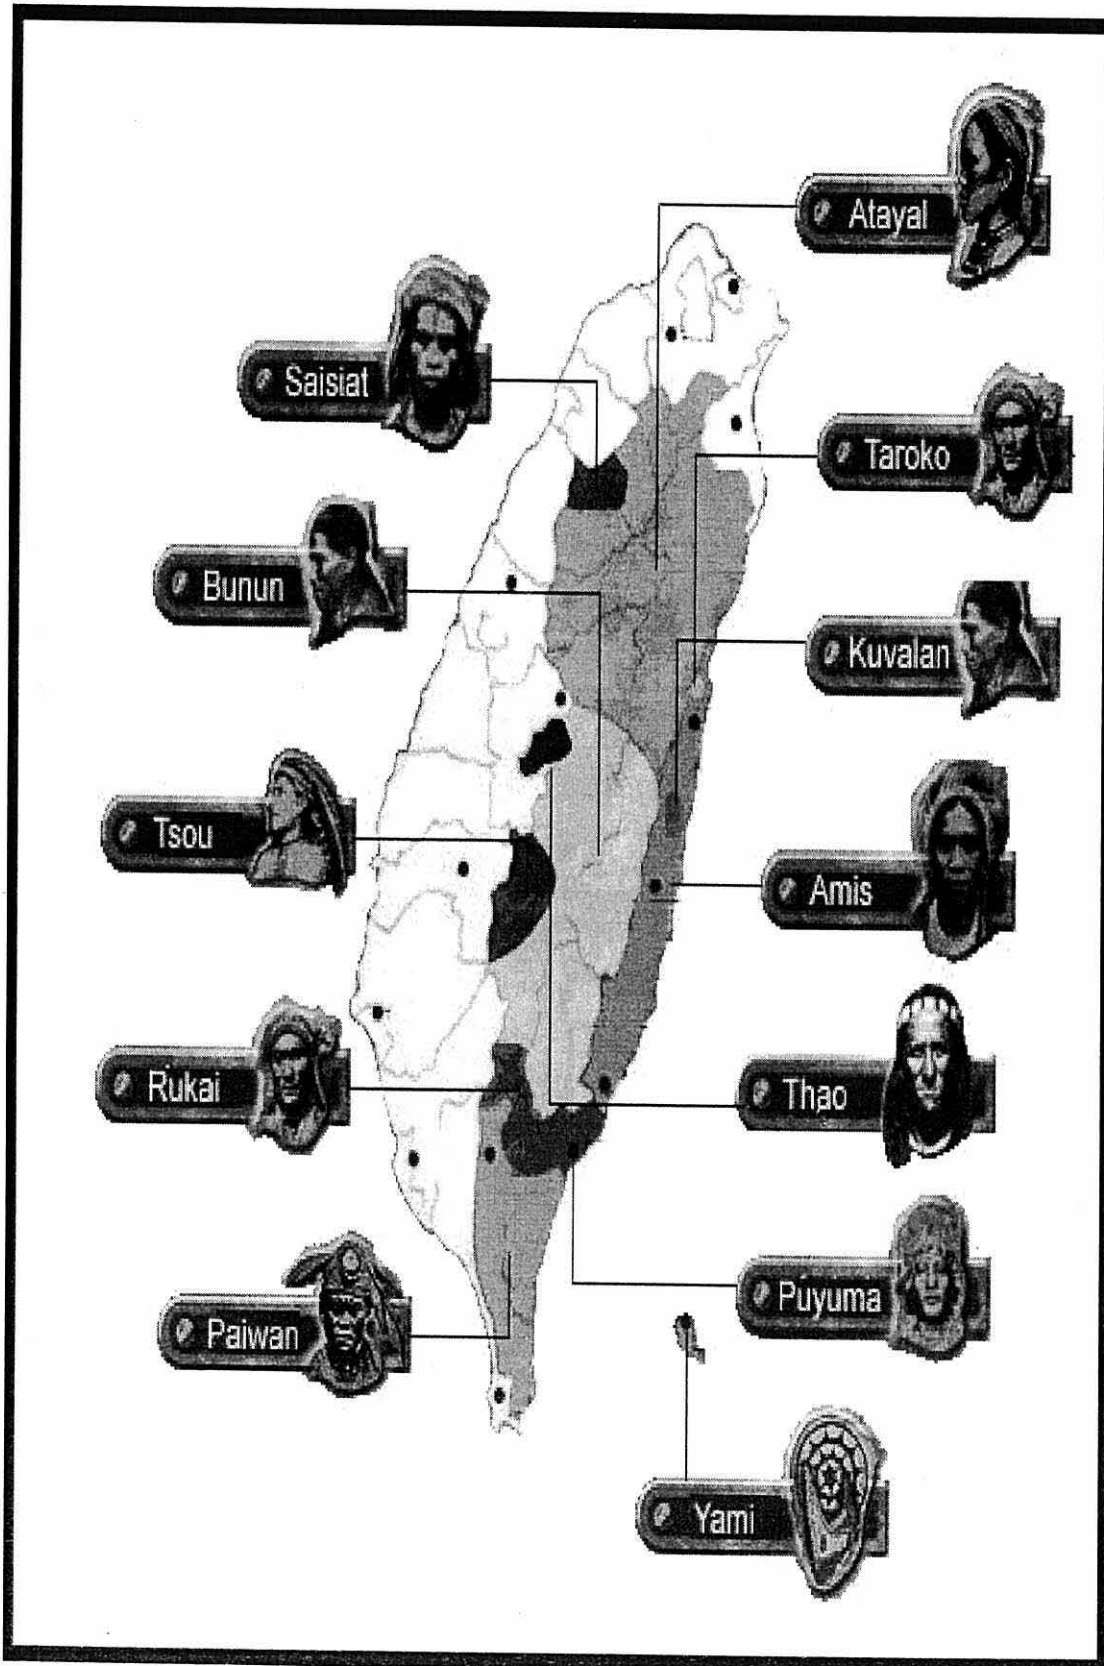 Atayal
Saisiat
Taroko
Bunun
Kuvalan
Tsou
Amis
Rukai
Thao
Puyuma
Paiwan
Yami